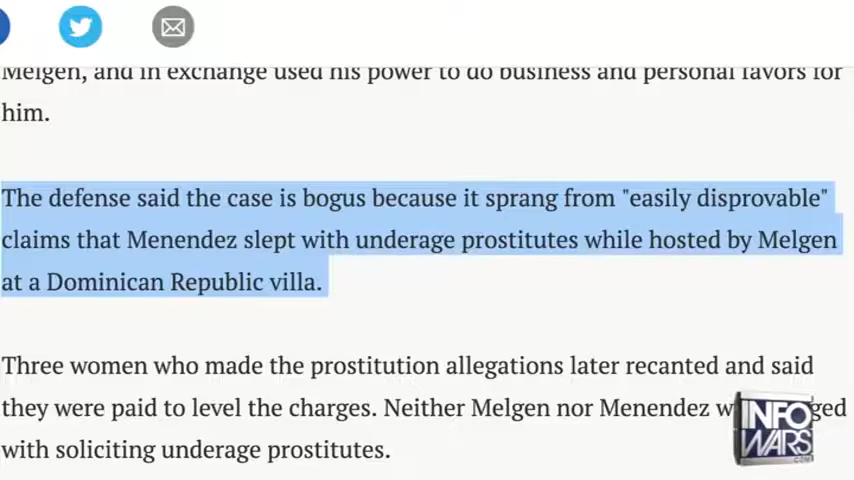 Melgen, and in exchange used his power to do business and personal favors for
him.
The defense said the case is bogus because it sprang from "easily disprovable"
claims that Menendez slept with underage prostitutes while hosted by Melgen
at a Dominican Republic villa.
Three women who made the prostitution allegations later recanted and said
they were paid to level the charges. Neither Melgen nor Menendez
with soliciting underage prostitutes.
INFO
WARS
.COM